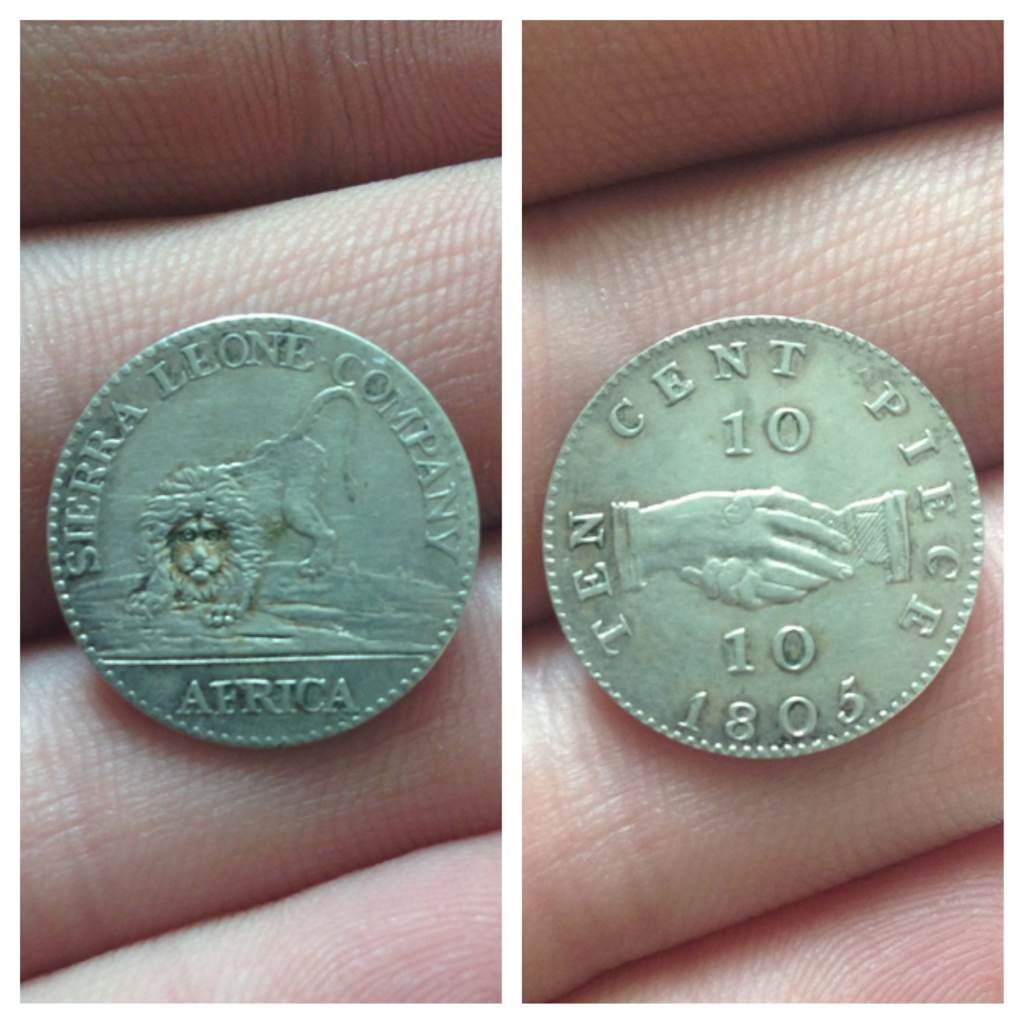 SIERRA LEONE COMPANY
AFRICA
TEN CENT PIECE
10
10
1805